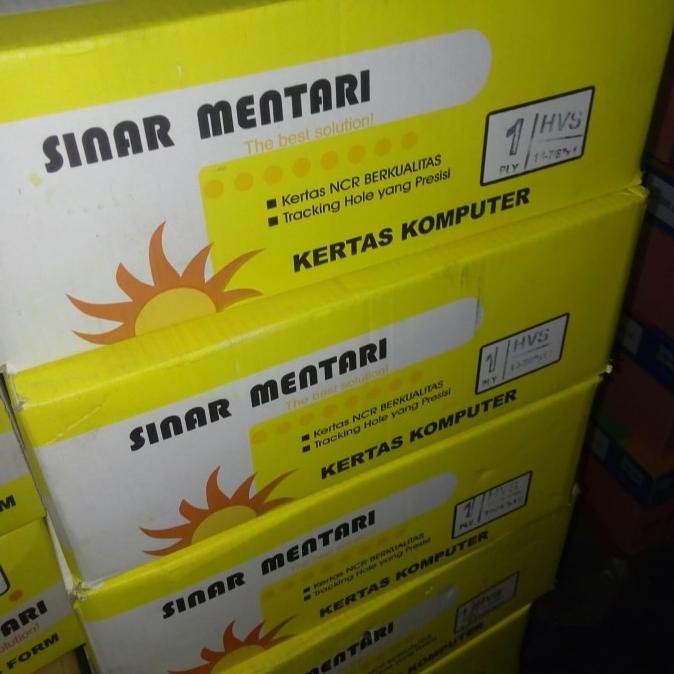 SINAR MENTARI
The best solution!
Kertas NCR BERKUALITAS
Tracking Hole yang Presisi
KERTAS KOMPUTER
1 / HVS
PLY
SINAR MENTARI
The best solution!
Kertas NCR BERKUALITAS
Tracking Hole yang Presisi
KERTAS KOMPUTER
1 / HVS
PLY
SINAR MENTARI
Kertas NCR BERKUALITAS
Tracking Hole yang Presisi
KERTAS KOMPUTER
1 / HVS
PLY
MENTARI
KOMPUTER
HVS
ARI
FORM